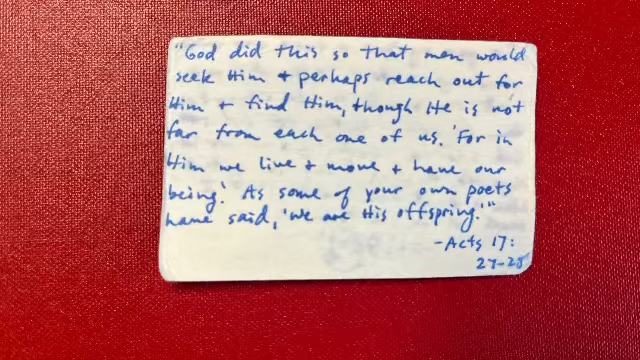 "God did this so that men would
seek Him + perhaps reach out for
Him + find Him, though He is not
far from each one of us. 'For in
Him we live + move + have our
being.' As some of your own poets
have said, 'we are His offspring.'"
-Acts 17:
27-28